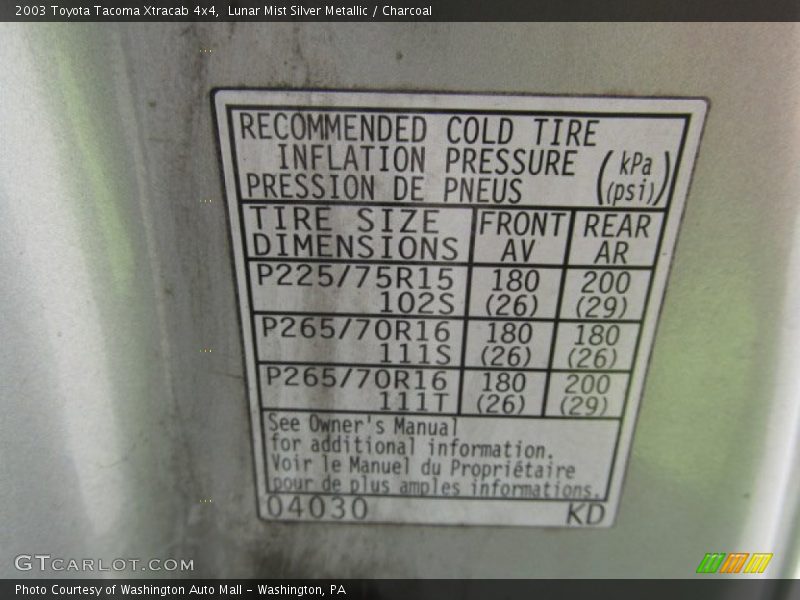 2003 Toyota Tacoma Xtracab 4x4,  Lunar Mist Silver Metallic / Charcoal
RECOMMENDED COLD TIRE
INFLATION PRESSURE
PRESSION DE PNEUS
(kPa
(psi))
TIRE SIZE FRONT REAR
DIMENSIONS AV AR
P225/75R15 180 200
102S (26) (29)
P265/70R16 180 180
111S (26) (26)
P265/70R16 180 200
111T (26) (29)
See Owner's Manual
for additional information.
Voir le Manuel du Propriétaire
pour de plus amples informations.
04030 KD
GTCARLOT.COM
Photo Courtesy of Washington Auto Mall - Washington, PA